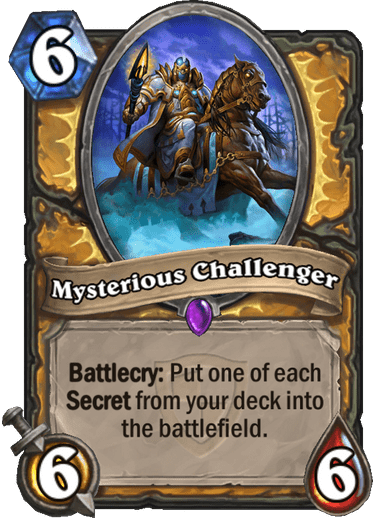 6
Mysterious Challenger
Battlecry: Put one of each
Secret from your deck into
the battlefield.
6
6